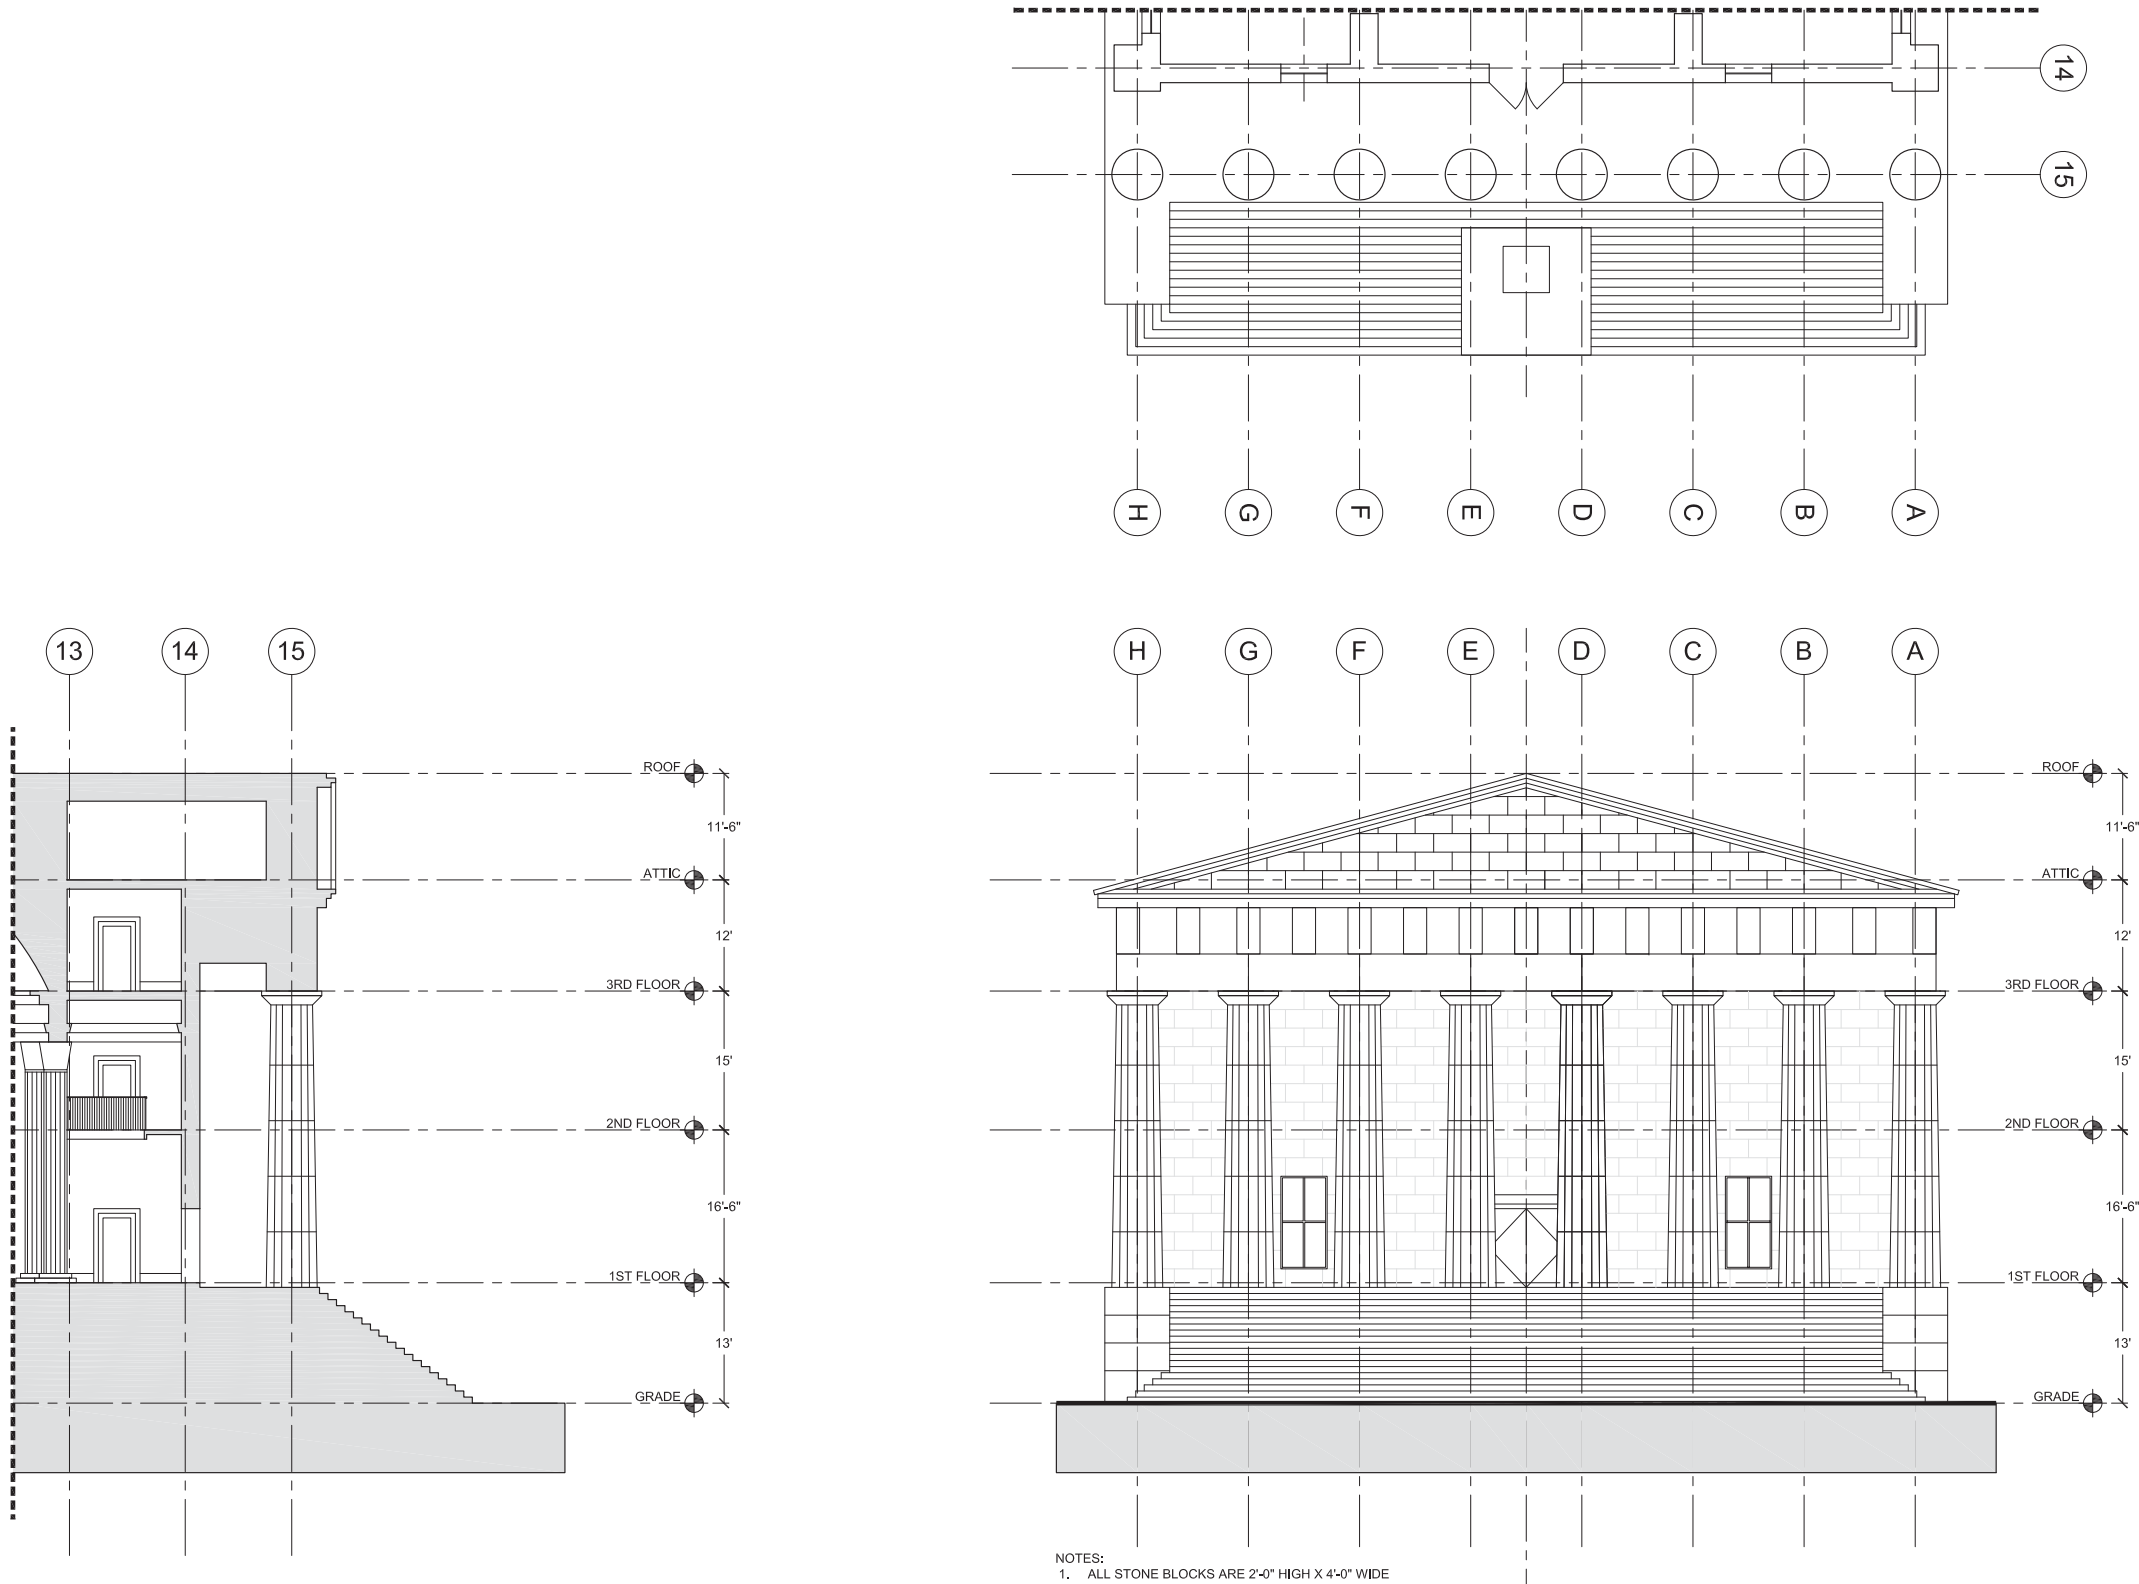 14
15
H G F E D C B A
13 14 15
H G F E D C B A
ROOF
11'-6"
ATTIC
12'
3RD FLOOR
15'
2ND FLOOR
16'-6"
1ST FLOOR
13'
GRADE
ROOF
11'-6"
ATTIC
12'
3RD FLOOR
15'
2ND FLOOR
16'-6"
1ST FLOOR
13'
GRADE
NOTES:
1. ALL STONE BLOCKS ARE 2'-0" HIGH X 4'-0" WIDE